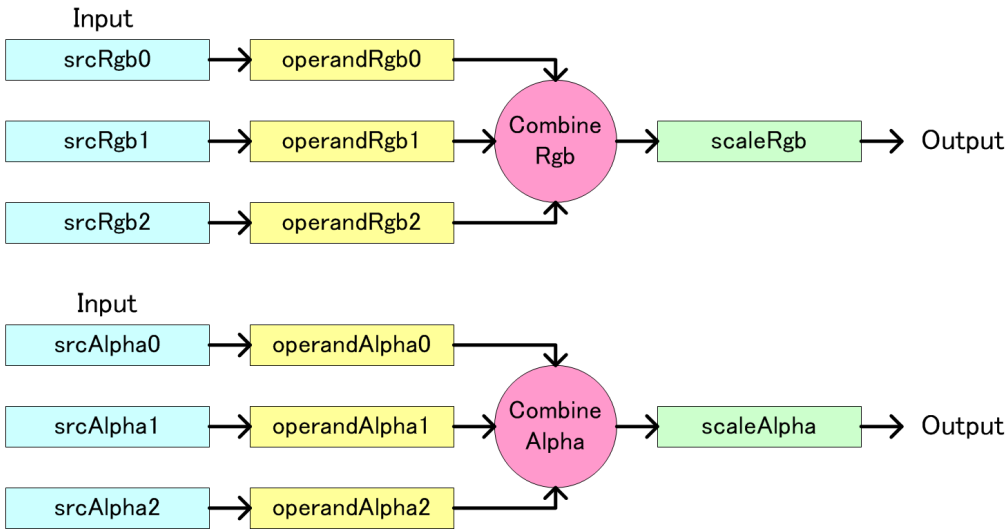 Input
srcRgb0
operandRgb0
srcRgb1
operandRgb1
Combine
Rgb
scaleRgb
Output
srcRgb2
operandRgb2
Input
srcAlpha0
operandAlpha0
srcAlpha1
operandAlpha1
Combine
Alpha
scaleAlpha
Output
srcAlpha2
operandAlpha2